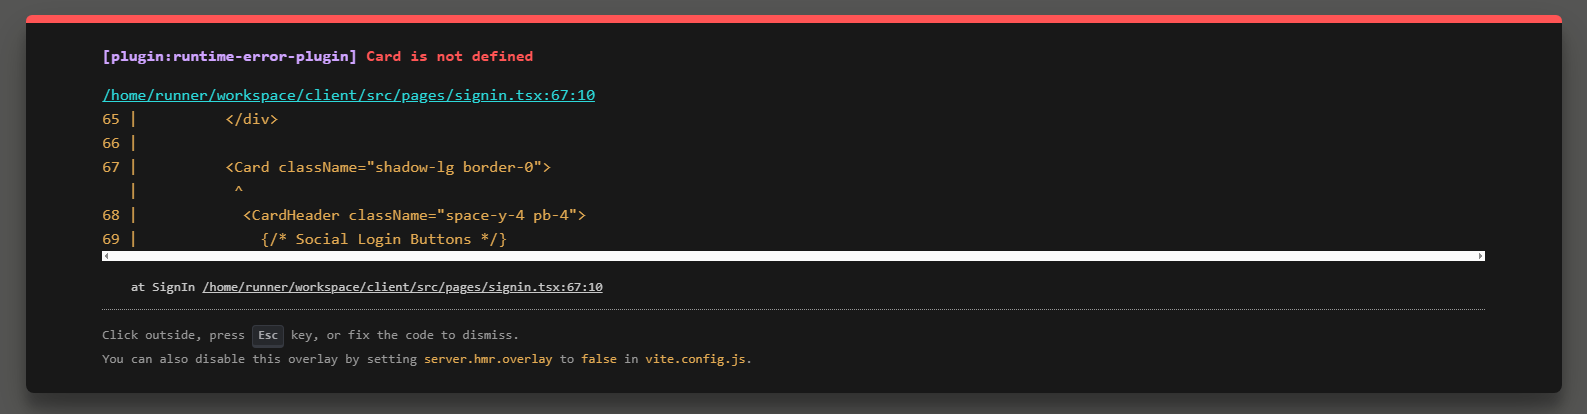 [plugin:runtime-error-plugin] Card is not defined
/home/runner/workspace/client/src/pages/signin.tsx:67:10
65 |          </div>
66 |
67 |          <Card className="shadow-lg border-0">
   |           ^
68 |            <CardHeader className="space-y-4 pb-4">
69 |              {/* Social Login Buttons */}
at SignIn /home/runner/workspace/client/src/pages/signin.tsx:67:10
Click outside, press Esc key, or fix the code to dismiss.
You can also disable this overlay by setting server.hmr.overlay to false in vite.config.js.